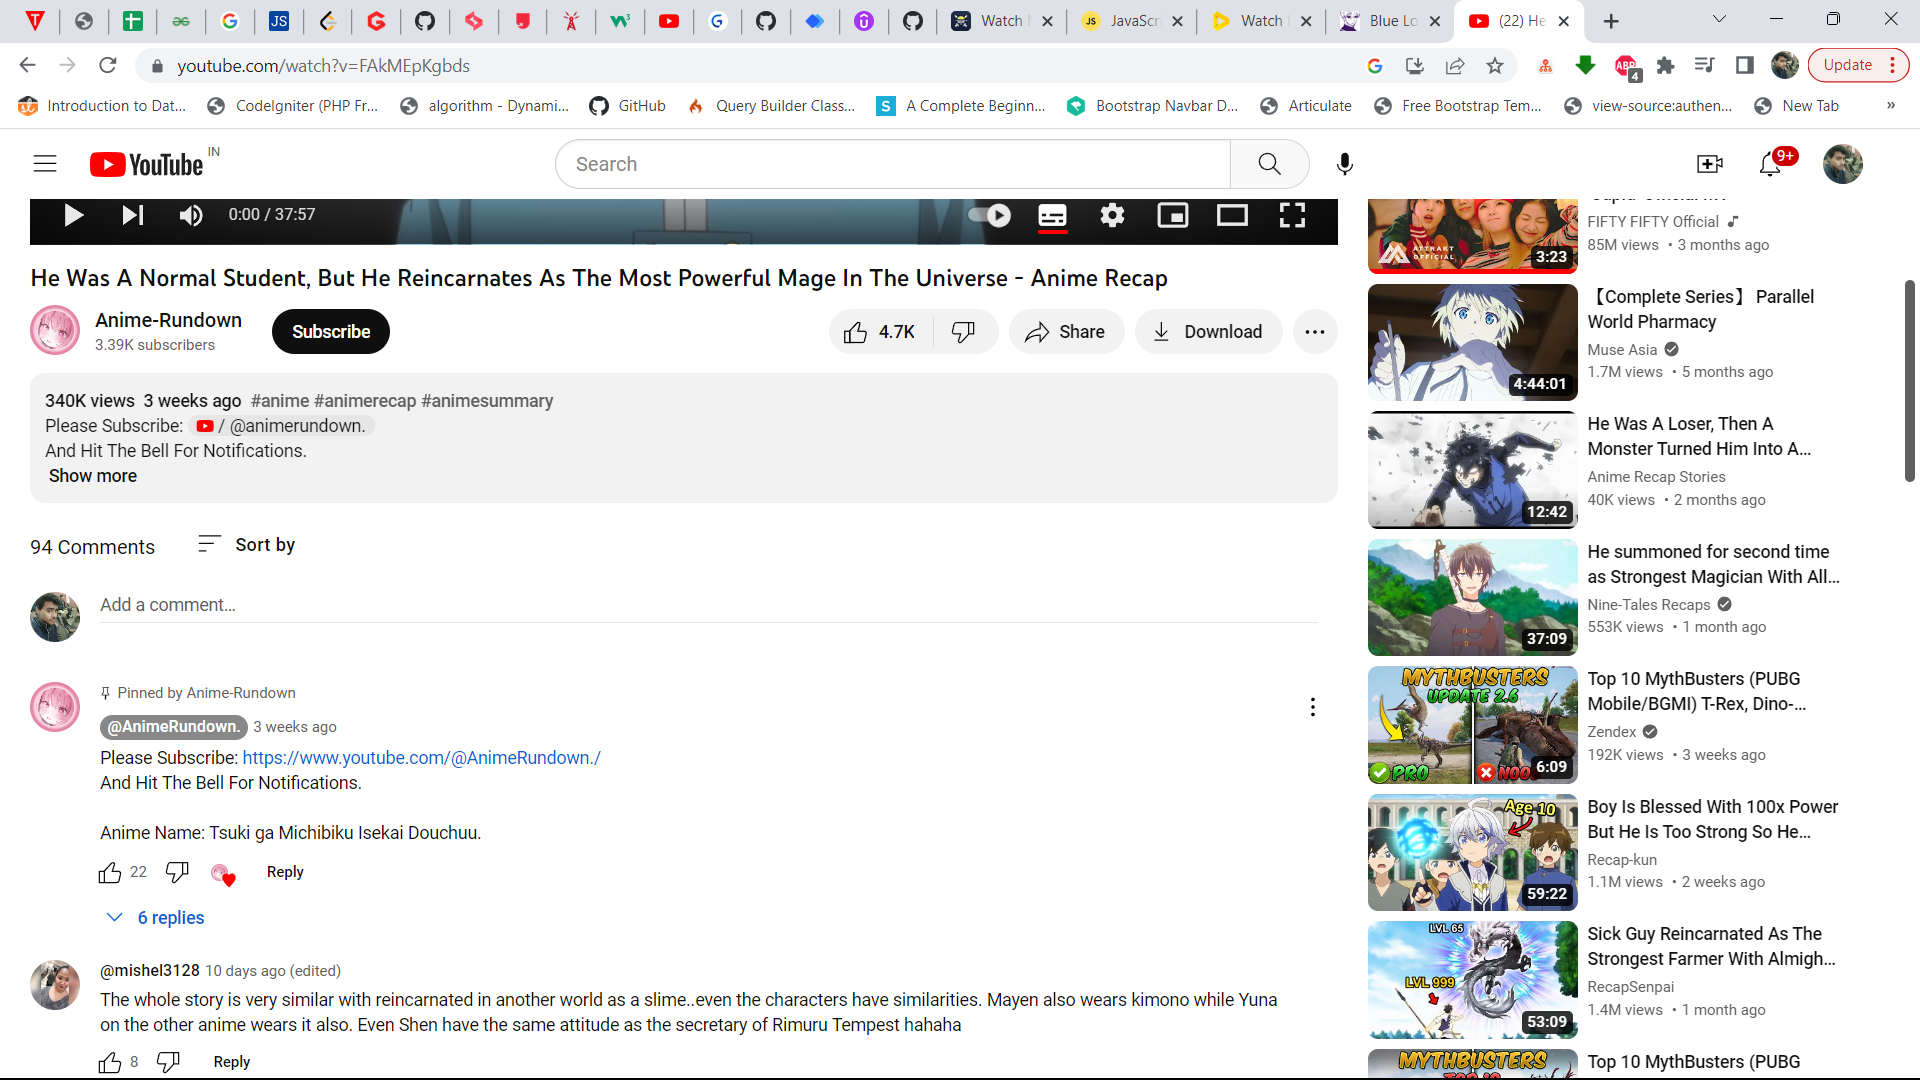 Watch
JavaScr
Watch
Blue Lo
(22) He
youtube.com/watch?v=FAkMEpKgbds
ABP
4
Update
Introduction to Dat...
CodeIgniter (PHP Fr...
algorithm - Dynami...
GitHub
Query Builder Class...
A Complete Beginn...
Bootstrap Navbar D...
Articulate
Free Bootstrap Tem...
view-source:authen...
New Tab
»
YouTube IN
Search
9+
0:00 / 37:57
He Was A Normal Student, But He Reincarnates As The Most Powerful Mage In The Universe - Anime Recap
Anime-Rundown
3.39K subscribers
Subscribe
4.7K
Share
Download
340K views 3 weeks ago #anime #animerecap #animesummary
Please Subscribe: / @animerundown.
And Hit The Bell For Notifications.
Show more
94 Comments
Sort by
Add a comment...
Pinned by Anime-Rundown
@AnimeRundown. 3 weeks ago
Please Subscribe: https://www.youtube.com/@AnimeRundown./
And Hit The Bell For Notifications.
Anime Name: Tsuki ga Michibiku Isekai Douchuu.
22
Reply
6 replies
@mishel3128 10 days ago (edited)
The whole story is very similar with reincarnated in another world as a slime..even the characters have similarities. Mayen also wears kimono while Yuna
on the other anime wears it also. Even Shen have the same attitude as the secretary of Rimuru Tempest hahaha
8
Reply
ATTRAKT
OFFICIAL
3:23
FIFTY FIFTY Official
85M views • 3 months ago
4:44:01
【Complete Series】 Parallel
World Pharmacy
Muse Asia
1.7M views • 5 months ago
12:42
He Was A Loser, Then A
Monster Turned Him Into A...
Anime Recap Stories
40K views • 2 months ago
37:09
He summoned for second time
as Strongest Magician With All...
Nine-Tales Recaps
553K views • 1 month ago
MYTHBUSTERS
UPDATE 2.6
PRO
NOOB
6:09
Top 10 MythBusters (PUBG
Mobile/BGMI) T-Rex, Dino-...
Zendex
192K views • 3 weeks ago
Age 10
59:22
Boy Is Blessed With 100x Power
But He Is Too Strong So He...
Recap-kun
1.1M views • 2 weeks ago
LVL 65
LVL 999
53:09
Sick Guy Reincarnated As The
Strongest Farmer With Almigh...
RecapSenpai
1.4M views • 1 month ago
MYTHBUSTERS
Top 10 MythBusters (PUBG